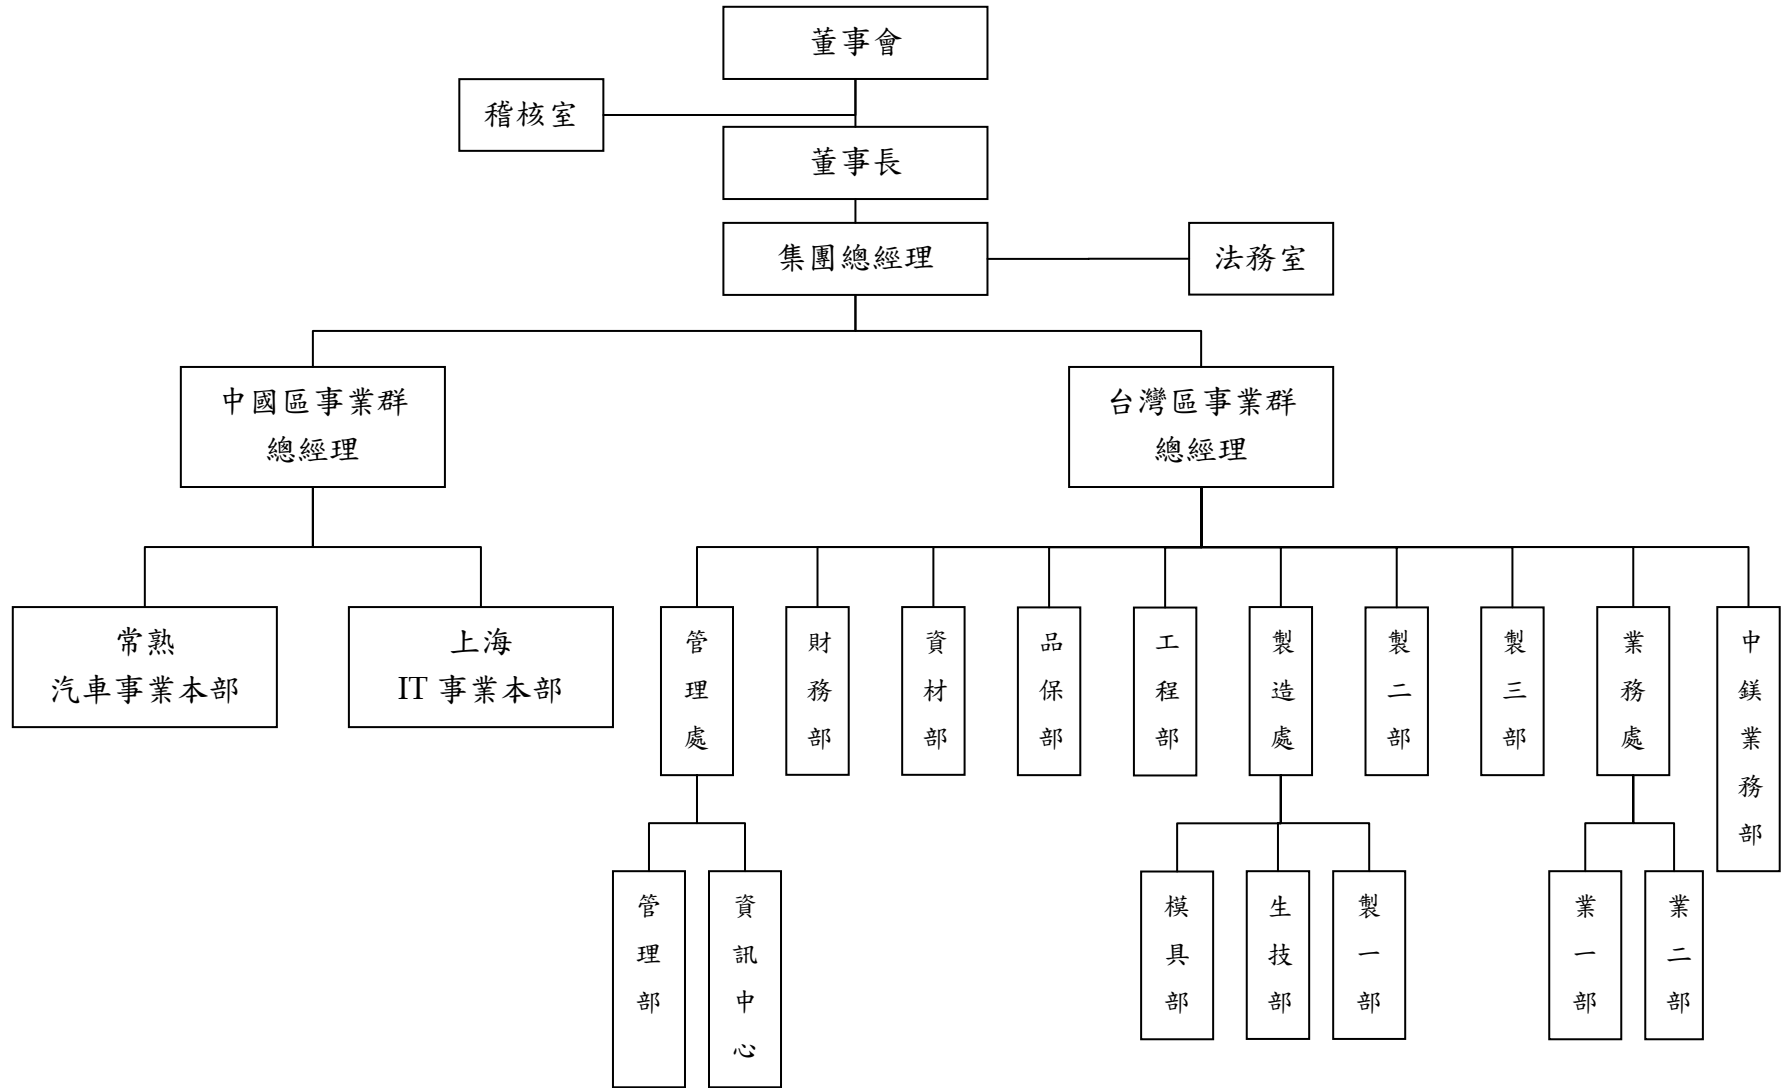 董事會
稽核室
董事長
集團總經理
法務室
中國區事業群
總經理
台灣區事業群
總經理
常熟
汽車事業本部
上海
IT 事業本部
管理處
財務部
資材部
品保部
工程部
製造處
製二部
製三部
業務處
中鎂業務部
管理部
資訊中心
模具部
生技部
製一部
業一部
業二部